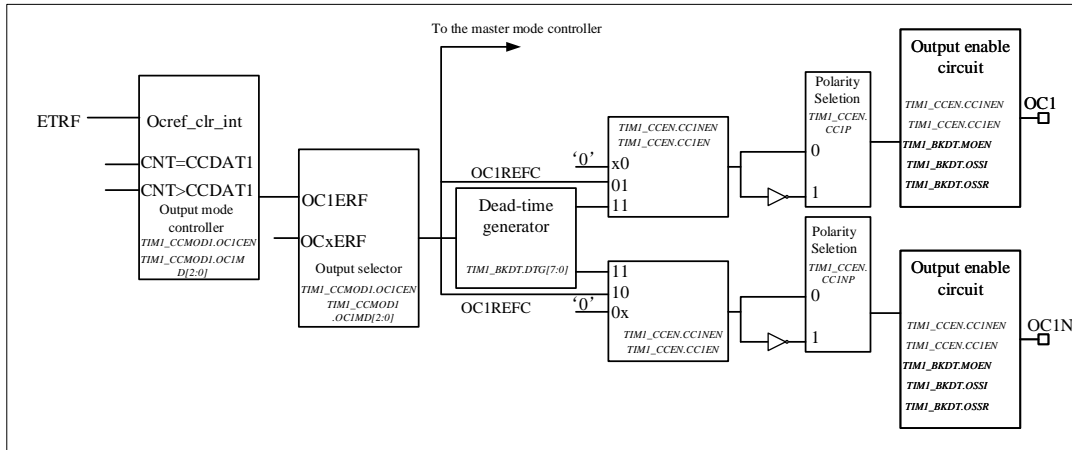 To the master mode controller
ETRF
Ocref_clr_int
CNT=CCDAT1
CNT>CCDAT1
Output mode
controller
TIM1_CCMOD1.OC1CEN
TIM1_CCMOD1.OC1M
D[2:0]
OC1ERF
OCxERF
Output selector
TIM1_CCMOD1.OC1CEN
TIM1_CCMOD1
.OC1MD[2:0]
OC1REFC
Dead-time
generator
TIM1_BKDT.DTG[7:0]
OC1REFC
TIM1_CCEN.CC1NEN
TIM1_CCEN.CC1EN
‘0’
x0
01
11
11
10
‘0’
0x
TIM1_CCEN.CC1NEN
TIM1_CCEN.CC1EN
Polarity
Seletion
TIM1_CCEN.
CC1P
0
1
Polarity
Seletion
TIM1_CCEN.
CC1NP
0
1
Output enable
circuit
TIM1_CCEN.CC1NEN
TIM1_CCEN.CC1EN
TIM1_BKDT.MOEN
TIM1_BKDT.OSSI
TIM1_BKDT.OSSR
OC1
Output enable
circuit
TIM1_CCEN.CC1NEN
TIM1_CCEN.CC1EN
TIM1_BKDT.MOEN
TIM1_BKDT.OSSI
TIM1_BKDT.OSSR
OC1N